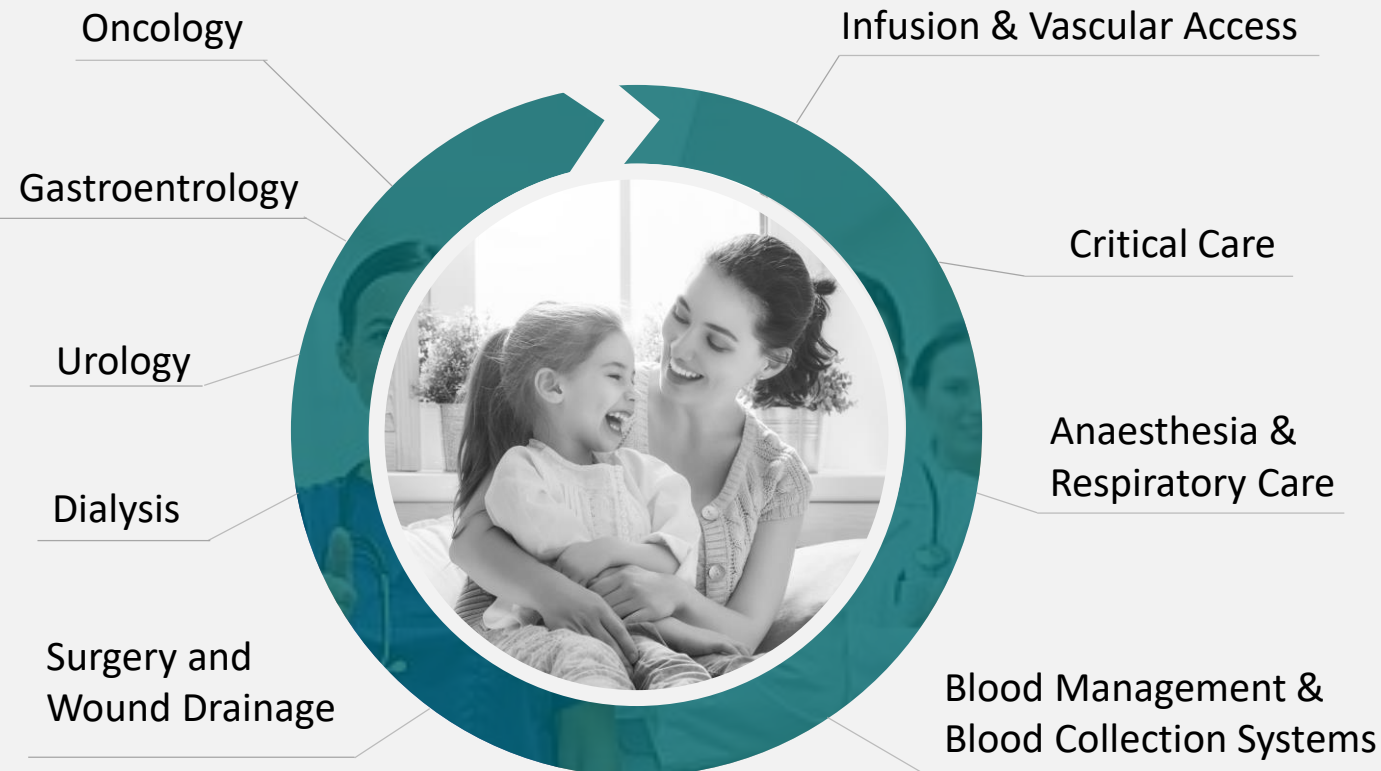 Oncology
Infusion & Vascular Access
Gastroentrology
Critical Care
Urology
Anaesthesia &
Respiratory Care
Dialysis
Surgery and
Wound Drainage
Blood Management &
Blood Collection Systems